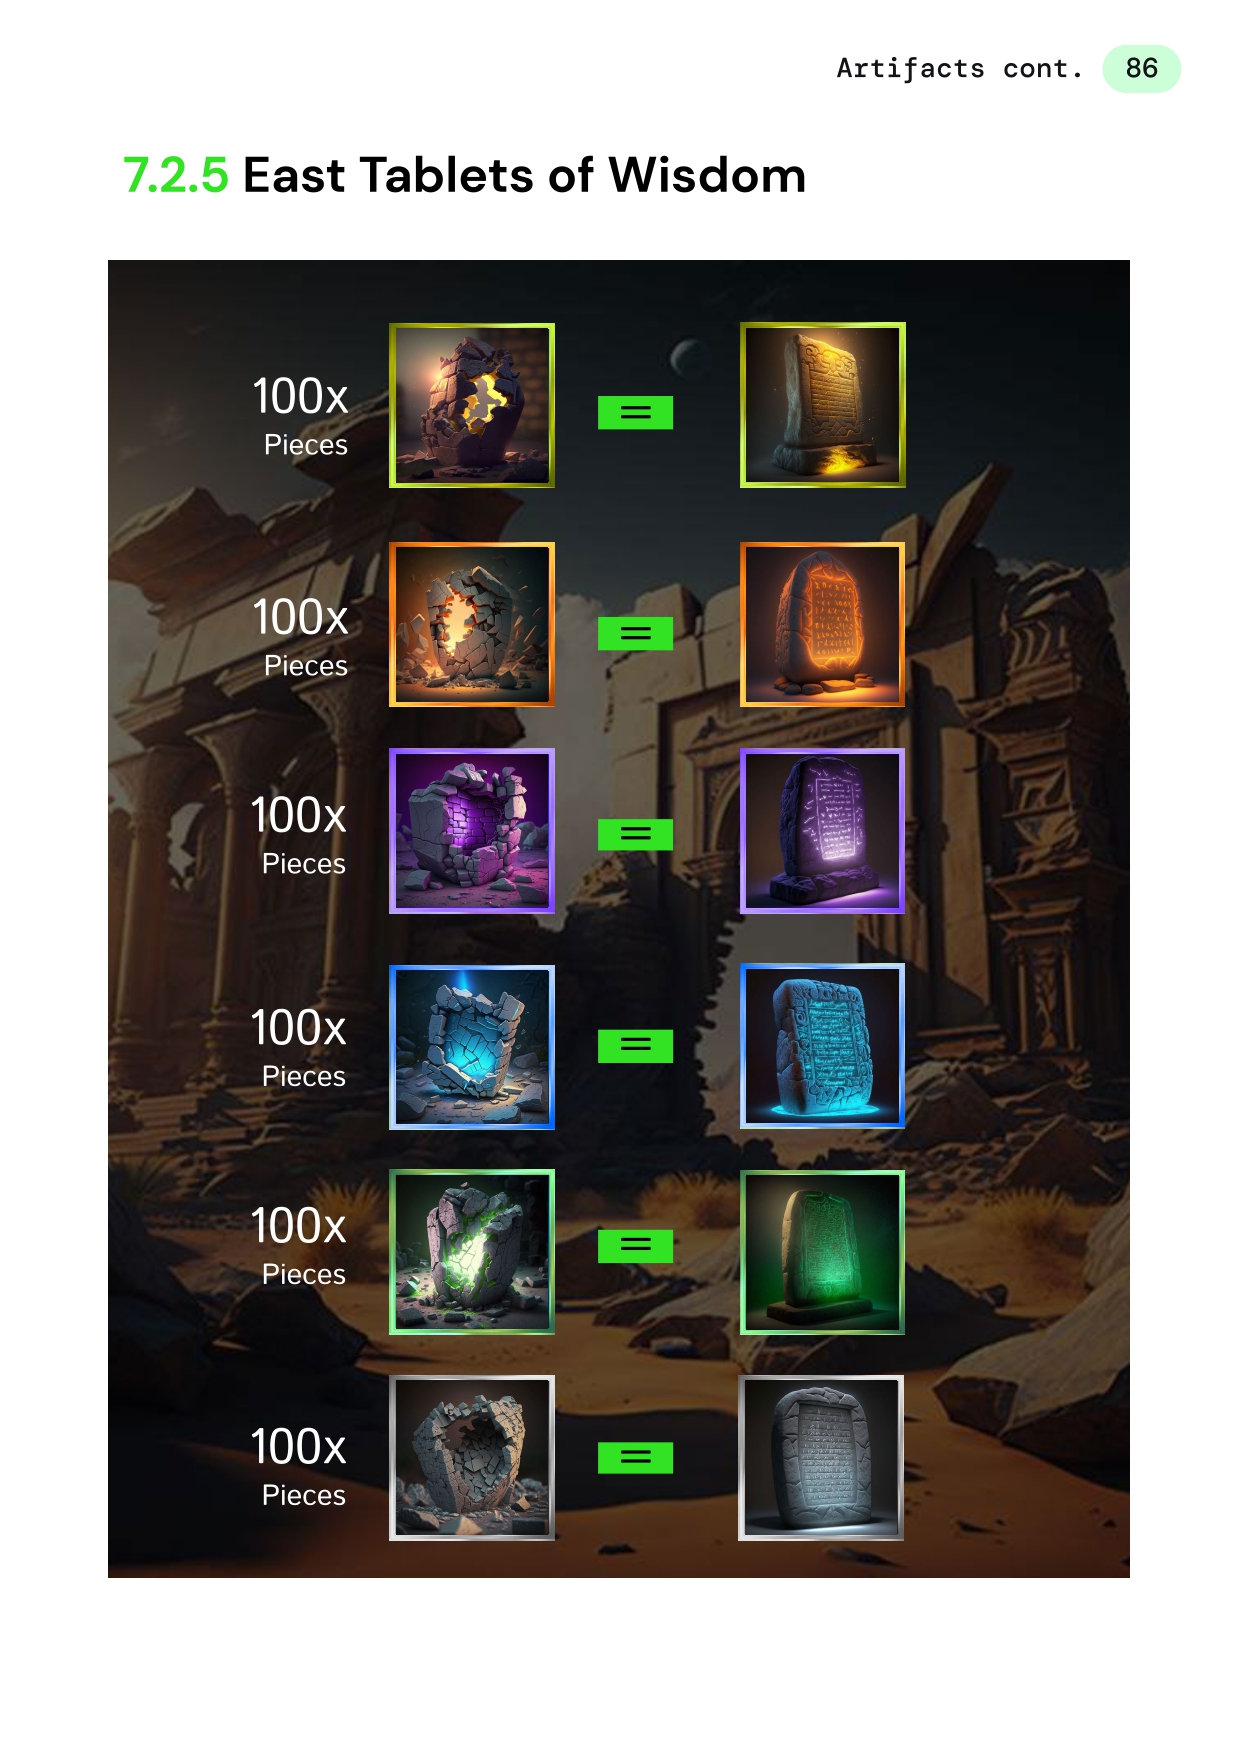 Artifacts cont. 86
7.2.5 East Tablets of Wisdom
100x
Pieces
=
100x
Pieces
=
100x
Pieces
=
100x
Pieces
=
100x
Pieces
=
100x
Pieces
=